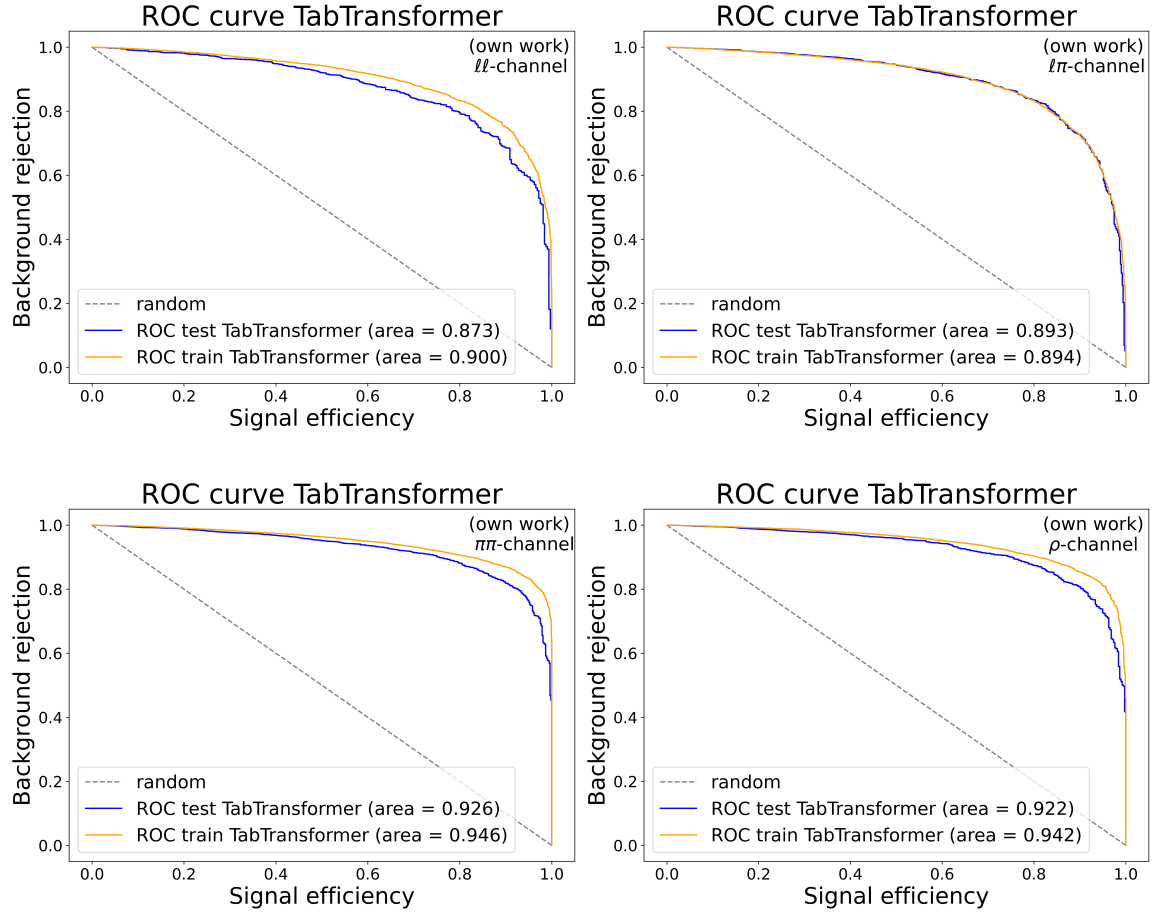 ROC curve TabTransformer
(own work)
ℓℓ-channel
Background rejection
1.0
0.8
0.6
0.4
0.2
0.0
random
ROC test TabTransformer (area = 0.873)
ROC train TabTransformer (area = 0.900)
0.0 0.2 0.4 0.6 0.8 1.0
Signal efficiency
ROC curve TabTransformer
(own work)
ℓπ-channel
Background rejection
1.0
0.8
0.6
0.4
0.2
0.0
random
ROC test TabTransformer (area = 0.893)
ROC train TabTransformer (area = 0.894)
0.0 0.2 0.4 0.6 0.8 1.0
Signal efficiency
ROC curve TabTransformer
(own work)
ππ-channel
Background rejection
1.0
0.8
0.6
0.4
0.2
0.0
random
ROC test TabTransformer (area = 0.926)
ROC train TabTransformer (area = 0.946)
0.0 0.2 0.4 0.6 0.8 1.0
Signal efficiency
ROC curve TabTransformer
(own work)
ρ-channel
Background rejection
1.0
0.8
0.6
0.4
0.2
0.0
random
ROC test TabTransformer (area = 0.922)
ROC train TabTransformer (area = 0.942)
0.0 0.2 0.4 0.6 0.8 1.0
Signal efficiency